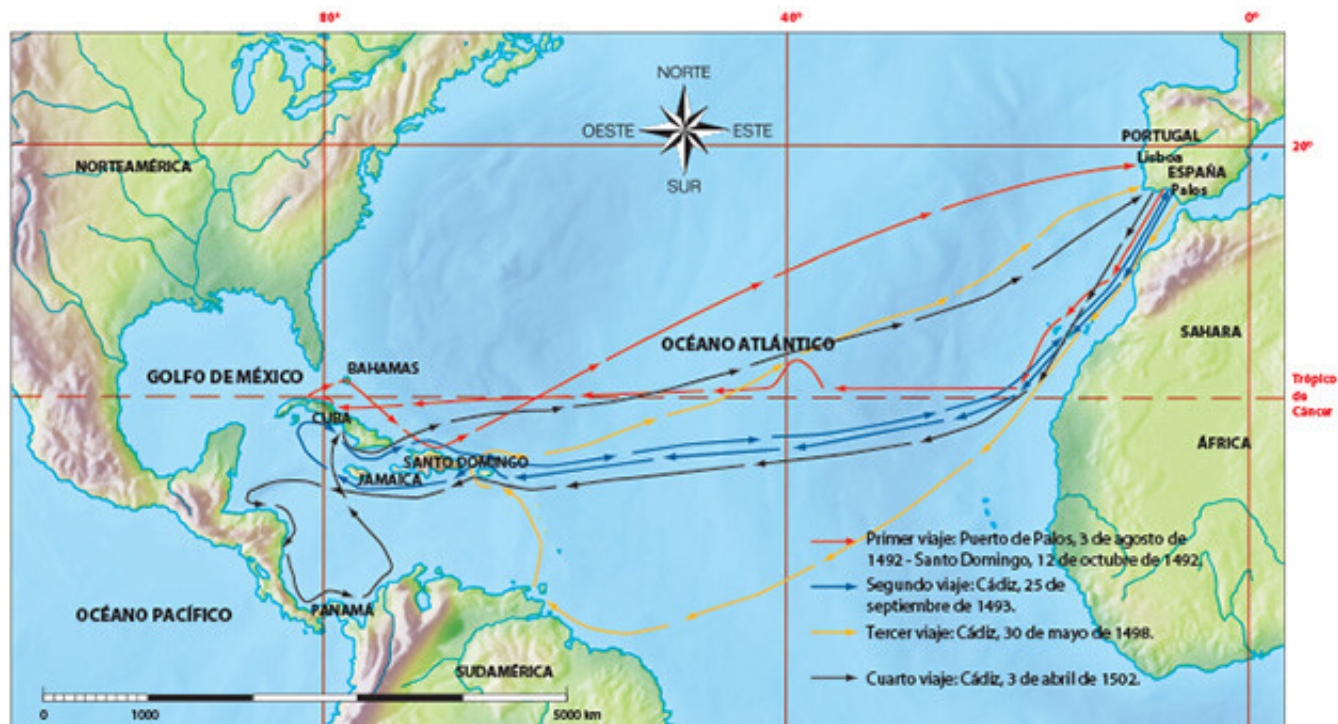 80°
40°
0°
NORTE
OESTE
ESTE
SUR
20°
PORTUGAL
Lisboa
ESPAÑA
Palos
NORTEAMÉRICA
SAHARA
OCÉANO ATLÁNTICO
BAHAMAS
GOLFO DE MÉXICO
Trópico
de
Cáncer
CUBA
ÁFRICA
SANTO DOMINGO
JAMAICA
Primer viaje: Puerto de Palos, 3 de agosto de
1492 - Santo Domingo, 12 de octubre de 1492.
Segundo viaje: Cádiz, 25 de
septiembre de 1493.
OCÉANO PACÍFICO
PANAMÁ
Tercer viaje: Cádiz, 30 de mayo de 1498.
SUDAMÉRICA
Cuarto viaje: Cádiz, 3 de abril de 1502.
0
1000
5000 km